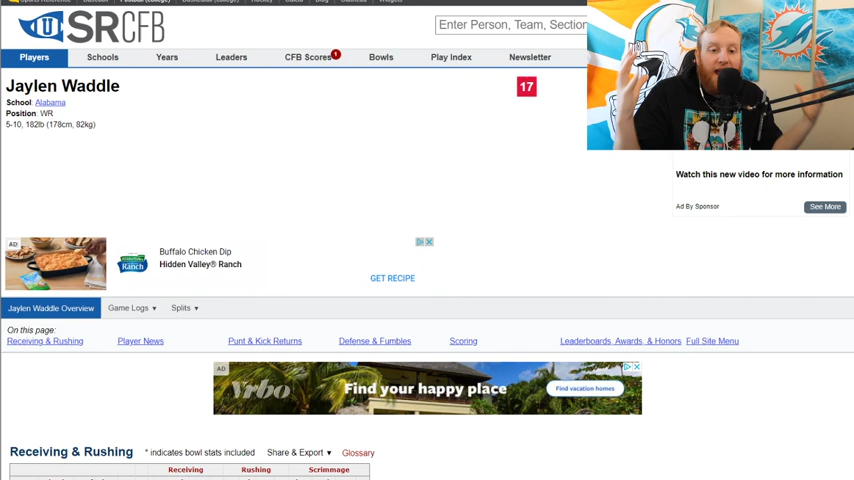 SRCFB
Enter Person, Team, Section
Players
Schools
Years
Leaders
CFB Scores
1
Bowls
Play Index
Newsletter
Jaylen Waddle
School: Alabama
Position: WR
5-10, 182lb (178cm, 82kg)
17
Watch this new video for more information
Ad By Sponsor
See More
AD
Buffalo Chicken Dip
Hidden Valley® Ranch
GET RECIPE
Jaylen Waddle Overview
Game Logs ▼
Splits ▼
On this page:
Receiving & Rushing
Player News
Punt & Kick Returns
Defense & Fumbles
Scoring
Leaderboards, Awards, & Honors
Full Site Menu
AD
Vrbo
Find your happy place
Find vacation homes
Receiving & Rushing
* indicates bowl stats included
Share & Export ▼
Glossary
Receiving
Rushing
Scrimmage